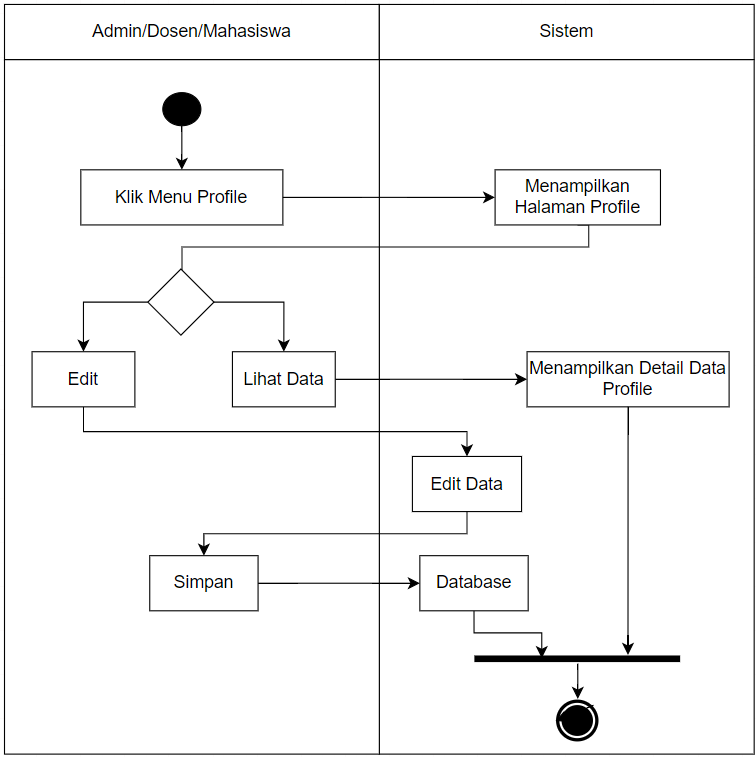 Admin/Dosen/Mahasiswa
Sistem
Klik Menu Profile
Menampilkan
Halaman Profile
Edit
Lihat Data
Menampilkan Detail Data
Profile
Edit Data
Simpan
Database